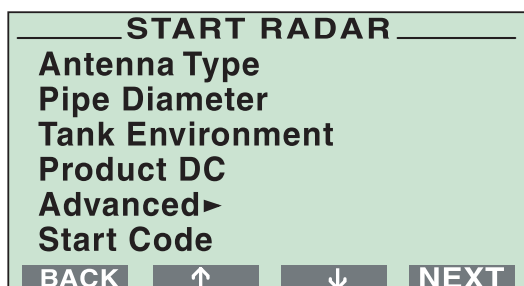 START RADAR
Antenna Type
Pipe Diameter
Tank Environment
Product DC
Advanced►
Start Code
BACK ↑ ↓ NEXT